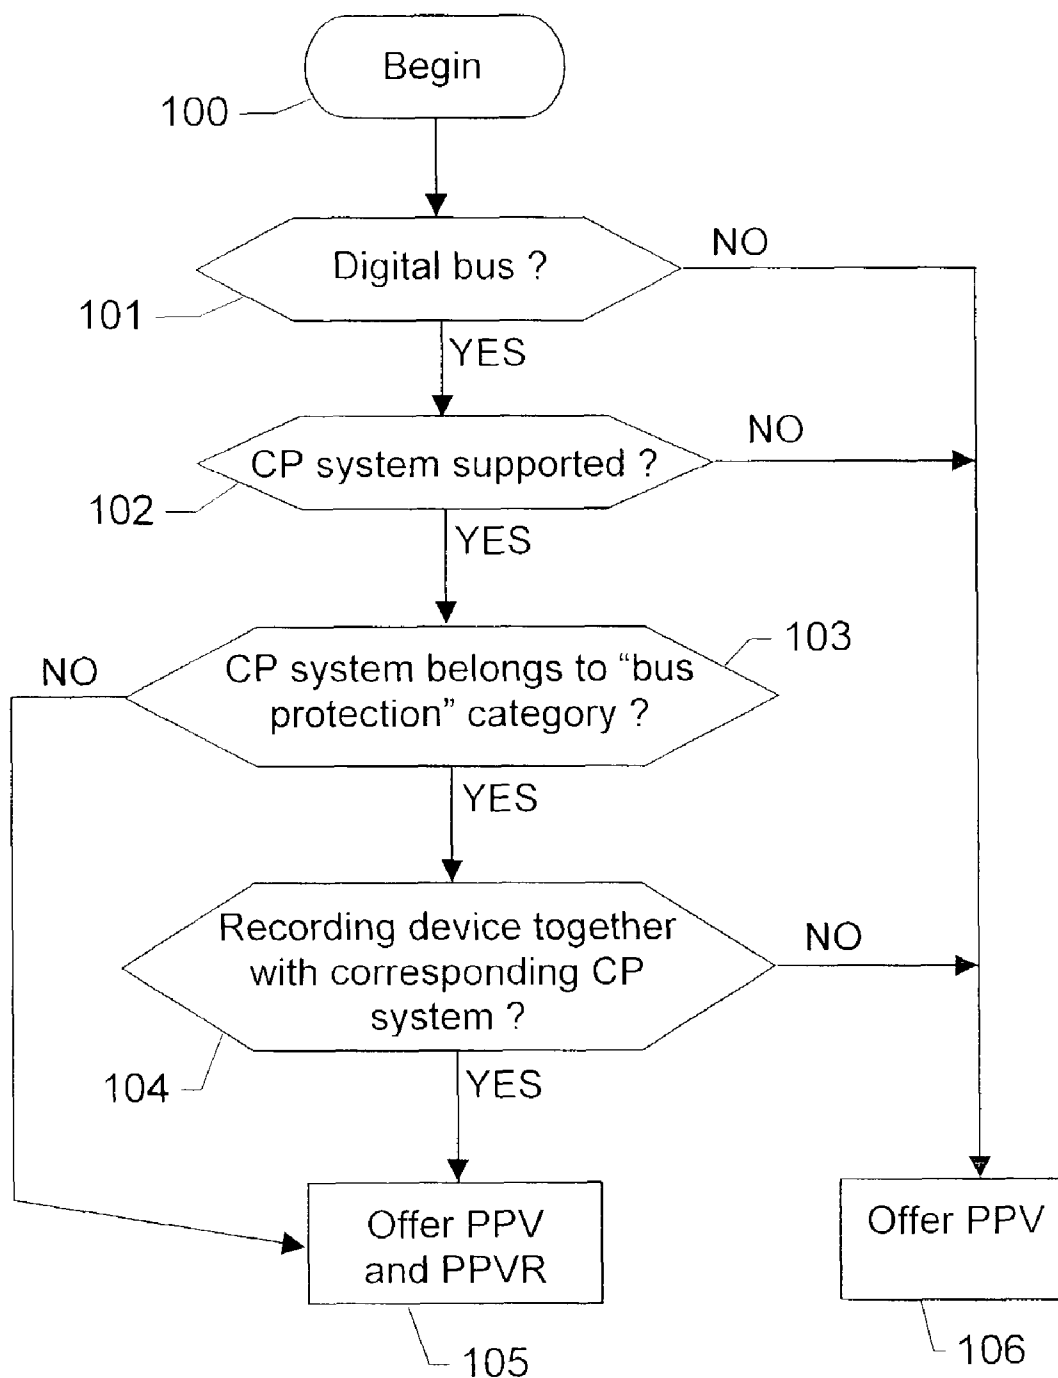 Begin
100
Digital bus ?
NO
101
YES
CP system supported ?
NO
102
YES
103
CP system belongs to “bus
protection” category ?
NO
YES
Recording device together
with corresponding CP
system ?
NO
104
YES
Offer PPV
and PPVR
Offer PPV
105
106